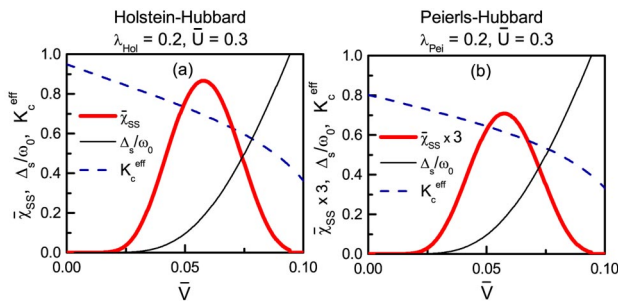 Holstein-Hubbard
λHol = 0.2, Ū = 0.3
χ̄SS, Δs/ω0, Kc^eff
1.0
0.8
0.6
0.4
0.2
0.0
(a)
χ̄SS
Δs/ω0
Kc^eff
0.00 0.05 0.10
V̄
Peierls-Hubbard
λPei = 0.2, Ū = 0.3
χ̄SS x 3, Δs/ω0, Kc^eff
1.0
0.8
0.6
0.4
0.2
0.0
(b)
χ̄SS x 3
Δs/ω0
Kc^eff
0.00 0.05 0.10
V̄